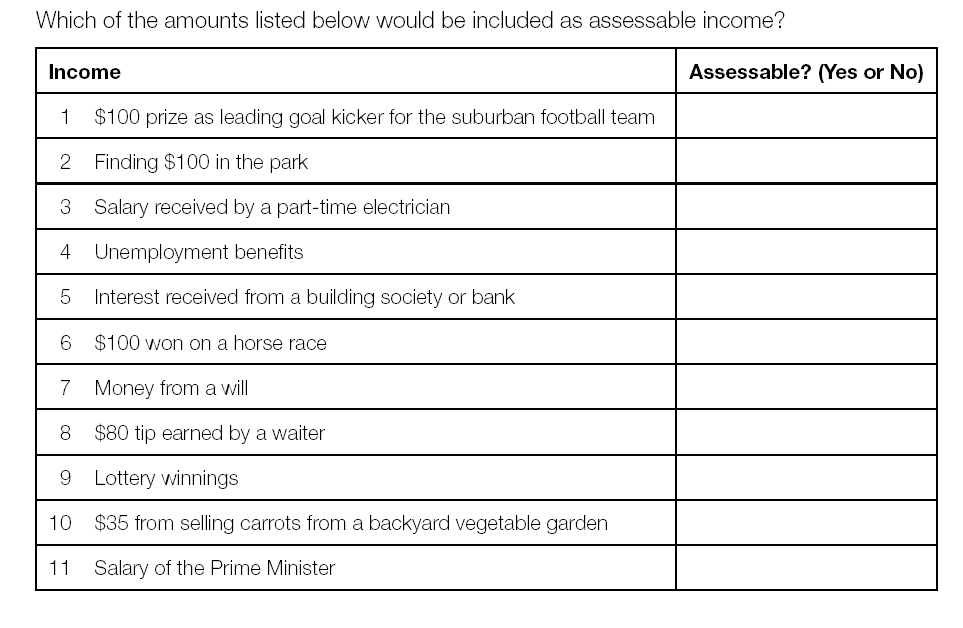 Which of the amounts listed below would be included as assessable income?
Income Assessable? (Yes or No)
1 $100 prize as leading goal kicker for the suburban football team
2 Finding $100 in the park
3 Salary received by a part-time electrician
4 Unemployment benefits
5 Interest received from a building society or bank
6 $100 won on a horse race
7 Money from a will
8 $80 tip earned by a waiter
9 Lottery winnings
10 $35 from selling carrots from a backyard vegetable garden
11 Salary of the Prime Minister